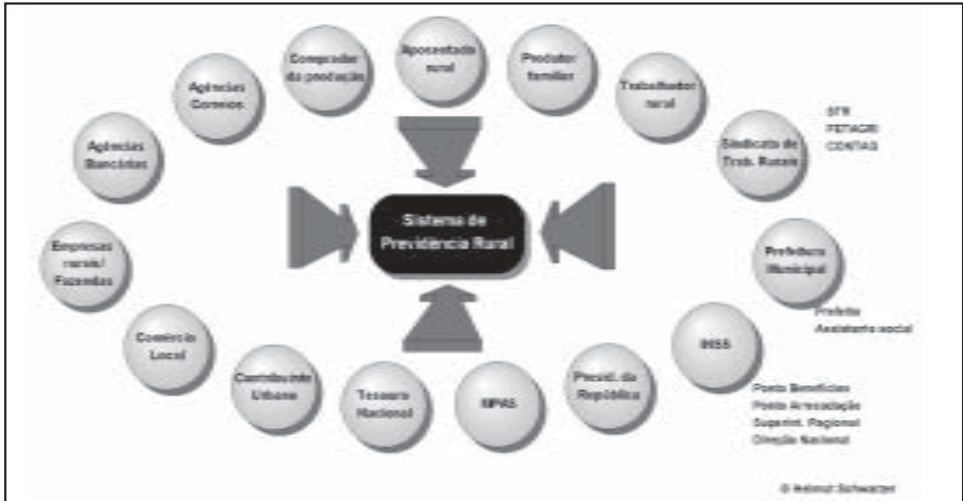 Aposentado
rural
Produtor
familiar
Trabalhador
rural
Sindicato de
Trab. Rurais
STR
FETAGRI
CONTAG
Prefeitura
Municipal
Prefeito
Assistente social
INSS
Posto Benefícios
Posto Arrecadação
Superint. Regional
Direção Nacional
Presid. da
República
MPAS
Tesouro
Nacional
Contribuinte
Urbano
Comércio
Local
Empresas
rurais/
Fazendas
Agências
Bancárias
Agências
Correios
Comprador
da produção
Sistema de
Previdência Rural
© Helmut Schwarzer